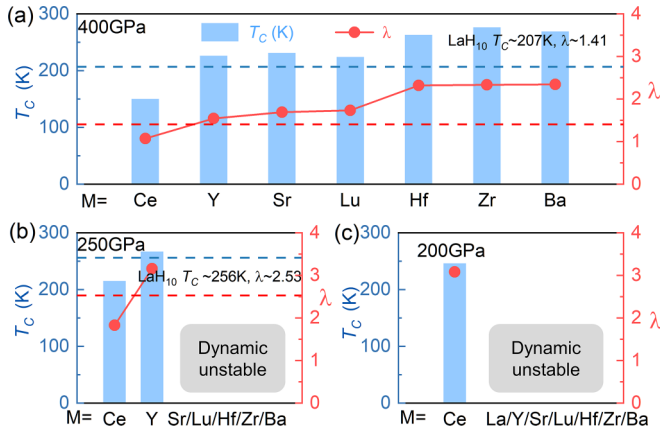 (a)
400GPa
T_C (K)
λ
LaH₁₀ T_C~207K, λ~1.41
300
200
100
0
T_C (K)
4
3
2
1
0
λ
M= Ce Y Sr Lu Hf Zr Ba
(b)
250GPa
LaH₁₀ T_C ~256K, λ~2.53
300
200
100
0
T_C (K)
4
3
2
1
0
λ
Dynamic
unstable
M= Ce Y Sr/Lu/Hf/Zr/Ba
(c)
200GPa
300
200
100
0
T_C (K)
4
3
2
1
0
λ
Dynamic
unstable
M= Ce La/Y/Sr/Lu/Hf/Zr/Ba